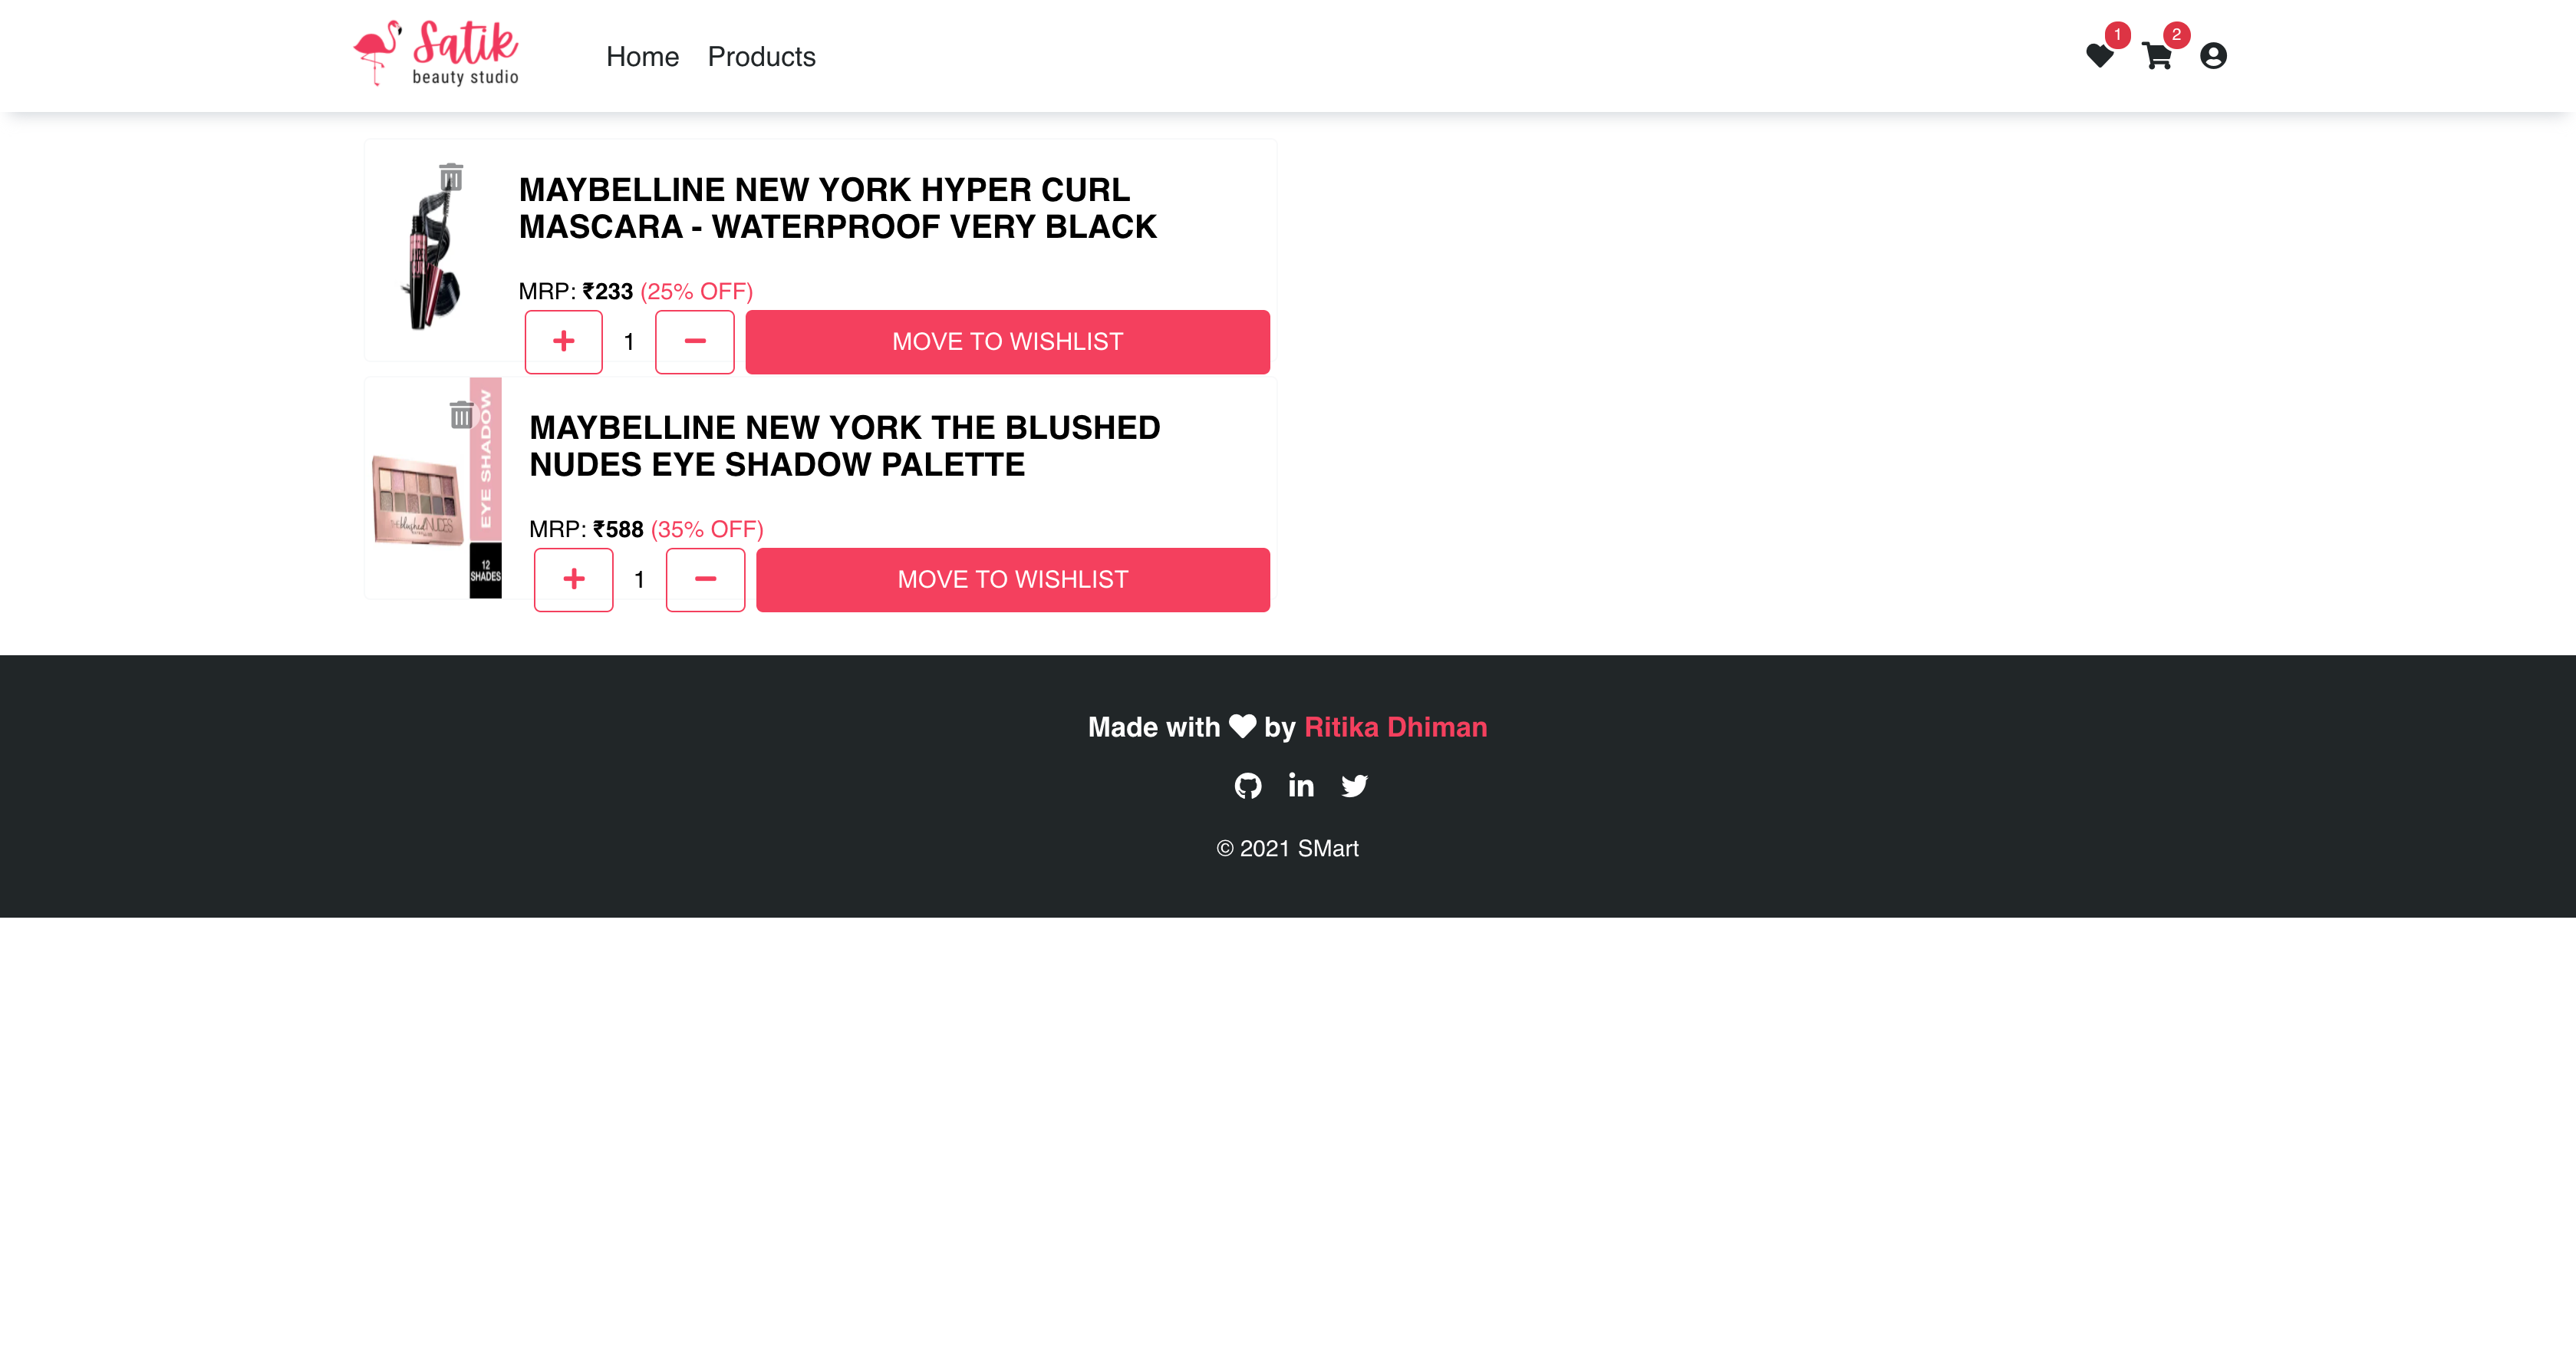 Satik
beauty studio
Home Products
1 2
MAYBELLINE NEW YORK HYPER CURL
MASCARA - WATERPROOF VERY BLACK
MRP: ₹233 (25% OFF)
1 MOVE TO WISHLIST
EYE SHADOW
MAYBELLINE NEW YORK THE BLUSHED
NUDES EYE SHADOW PALETTE
THE blushed NUDES
12
SHADES
MRP: ₹588 (35% OFF)
1 MOVE TO WISHLIST
Made with by Ritika Dhiman
© 2021 SMart